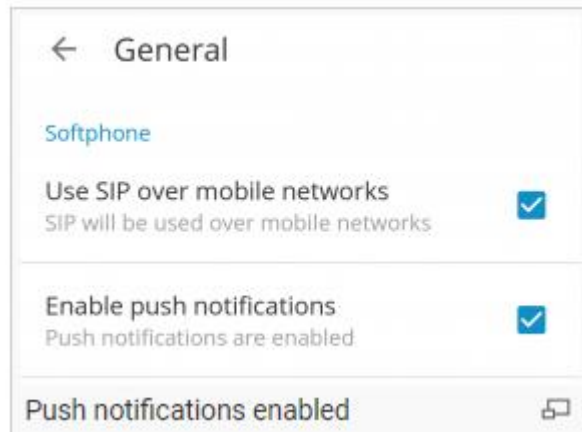 General
Softphone
Use SIP over mobile networks
SIP will be used over mobile networks
Enable push notifications
Push notifications are enabled
Push notifications enabled